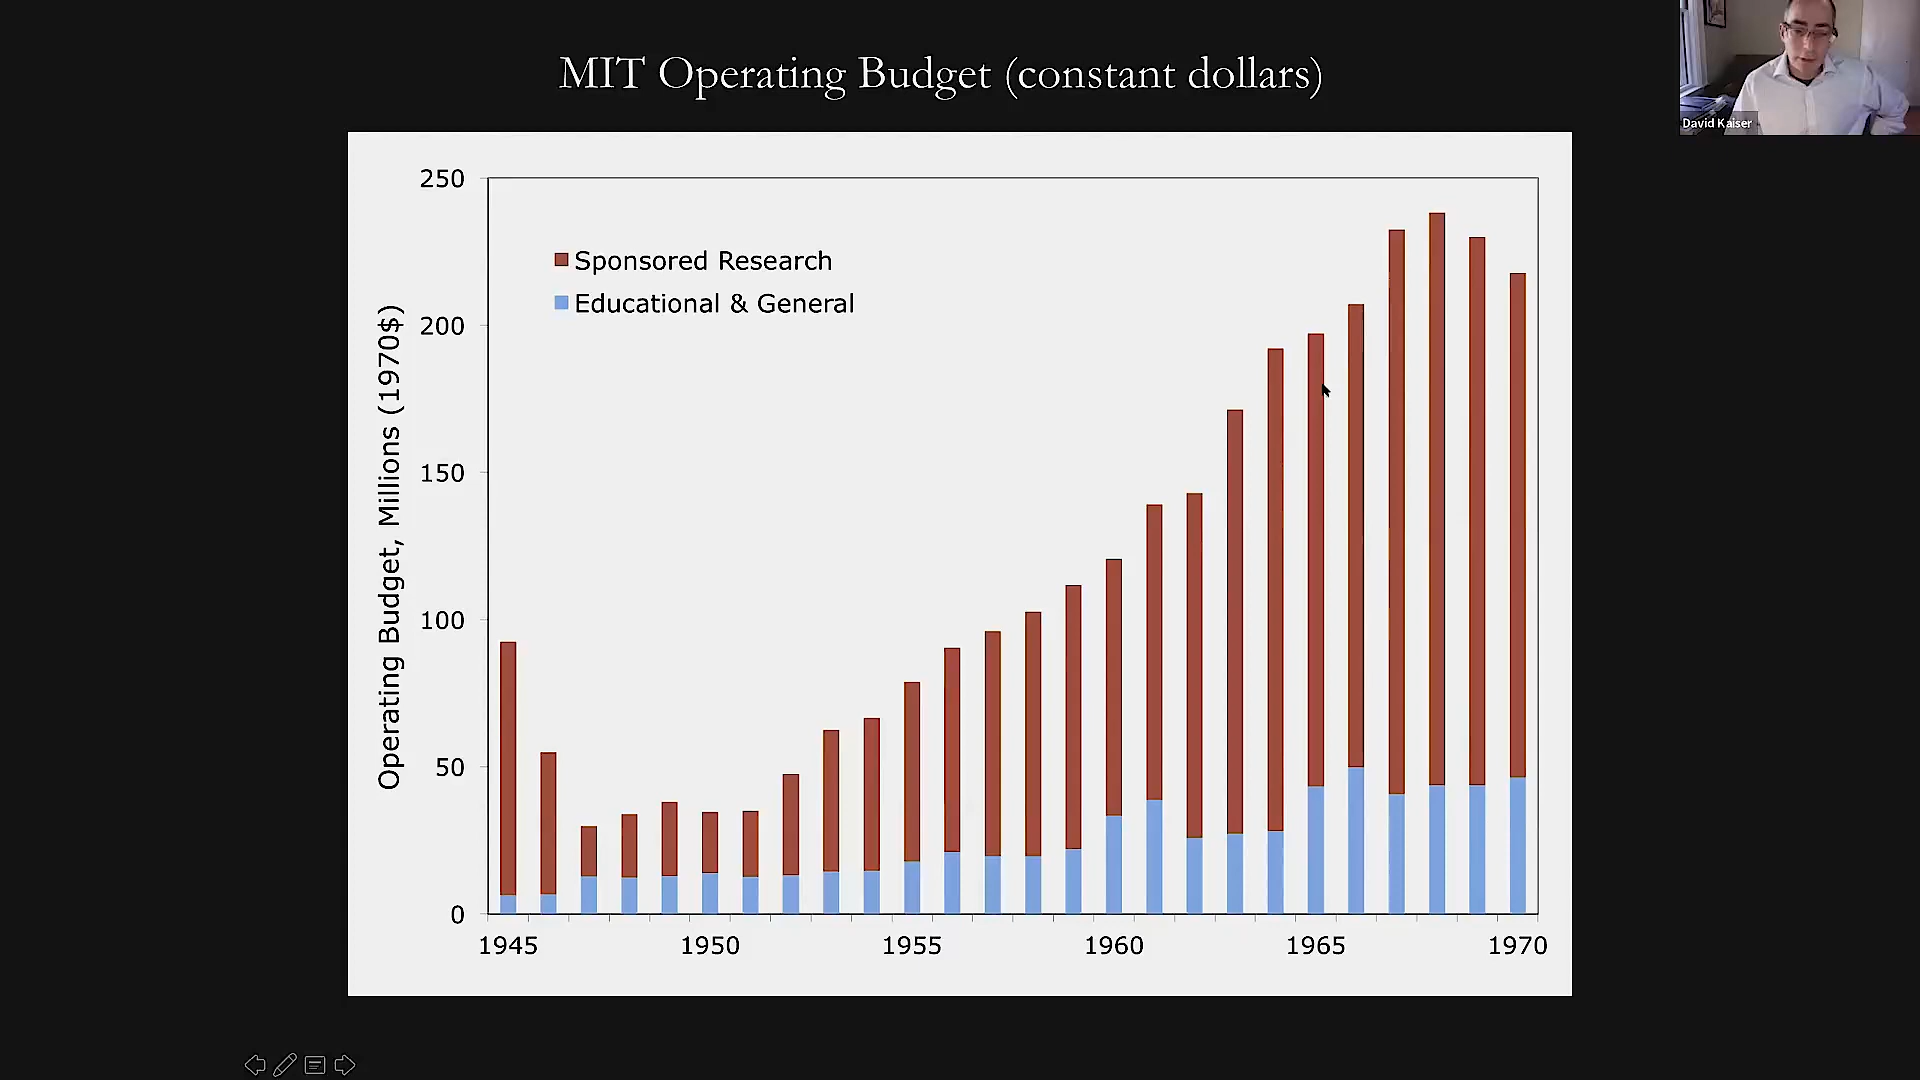 MIT Operating Budget (constant dollars)
David Kaiser
Operating Budget, Millions (1970$)
250
200
150
100
50
0
Sponsored Research
Educational & General
1945 1950 1955 1960 1965 1970